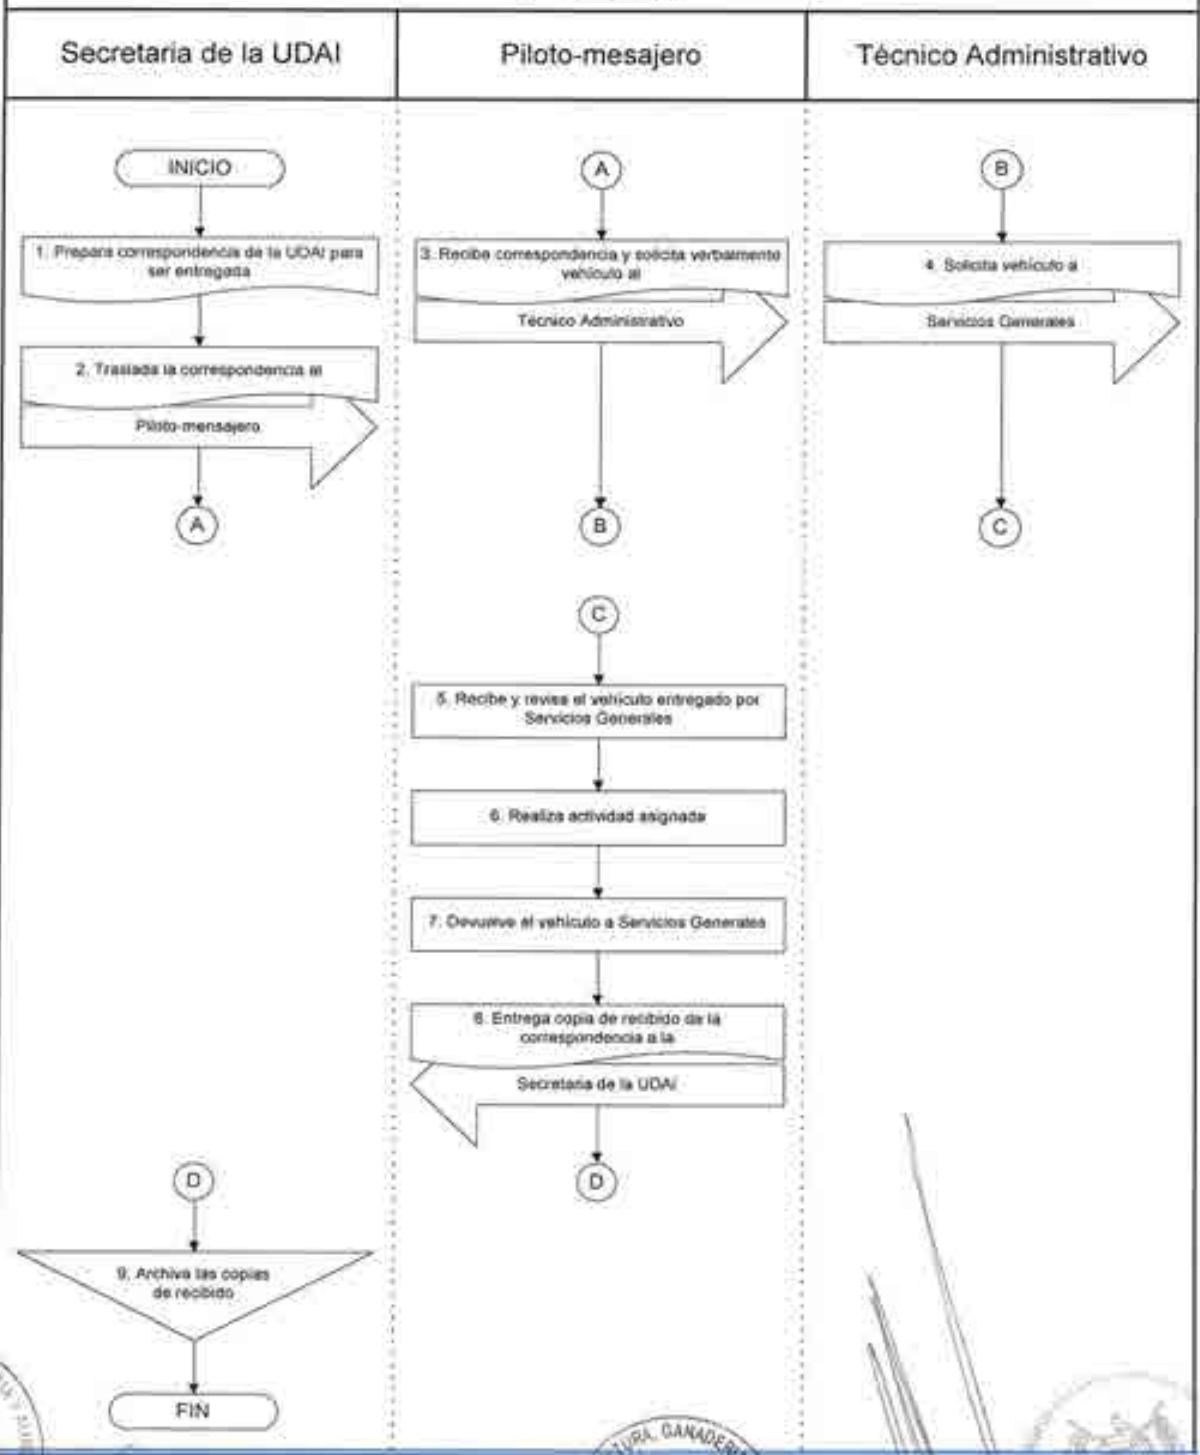 Secretaria de la UDAI
Piloto-mesajero
Técnico Administrativo
INICIO
1. Prepara correspondencia de la UDAI para
ser entregada
2. Traslada la correspondencia al
Piloto-mensajero
A
A
3. Recibe correspondencia y solicita verbalmente
vehículo al
Técnico Administrativo
B
B
4. Solicita vehículo a
Servicios Generales
C
C
5. Recibe y revisa el vehículo entregado por
Servicios Generales
6. Realiza actividad asignada
7. Devuelve el vehículo a Servicios Generales
8. Entrega copia de recibido de la
correspondencia a la
Secretaria de la UDAI
D
D
9. Archiva las copias
de recibido
FIN
GANADERIA